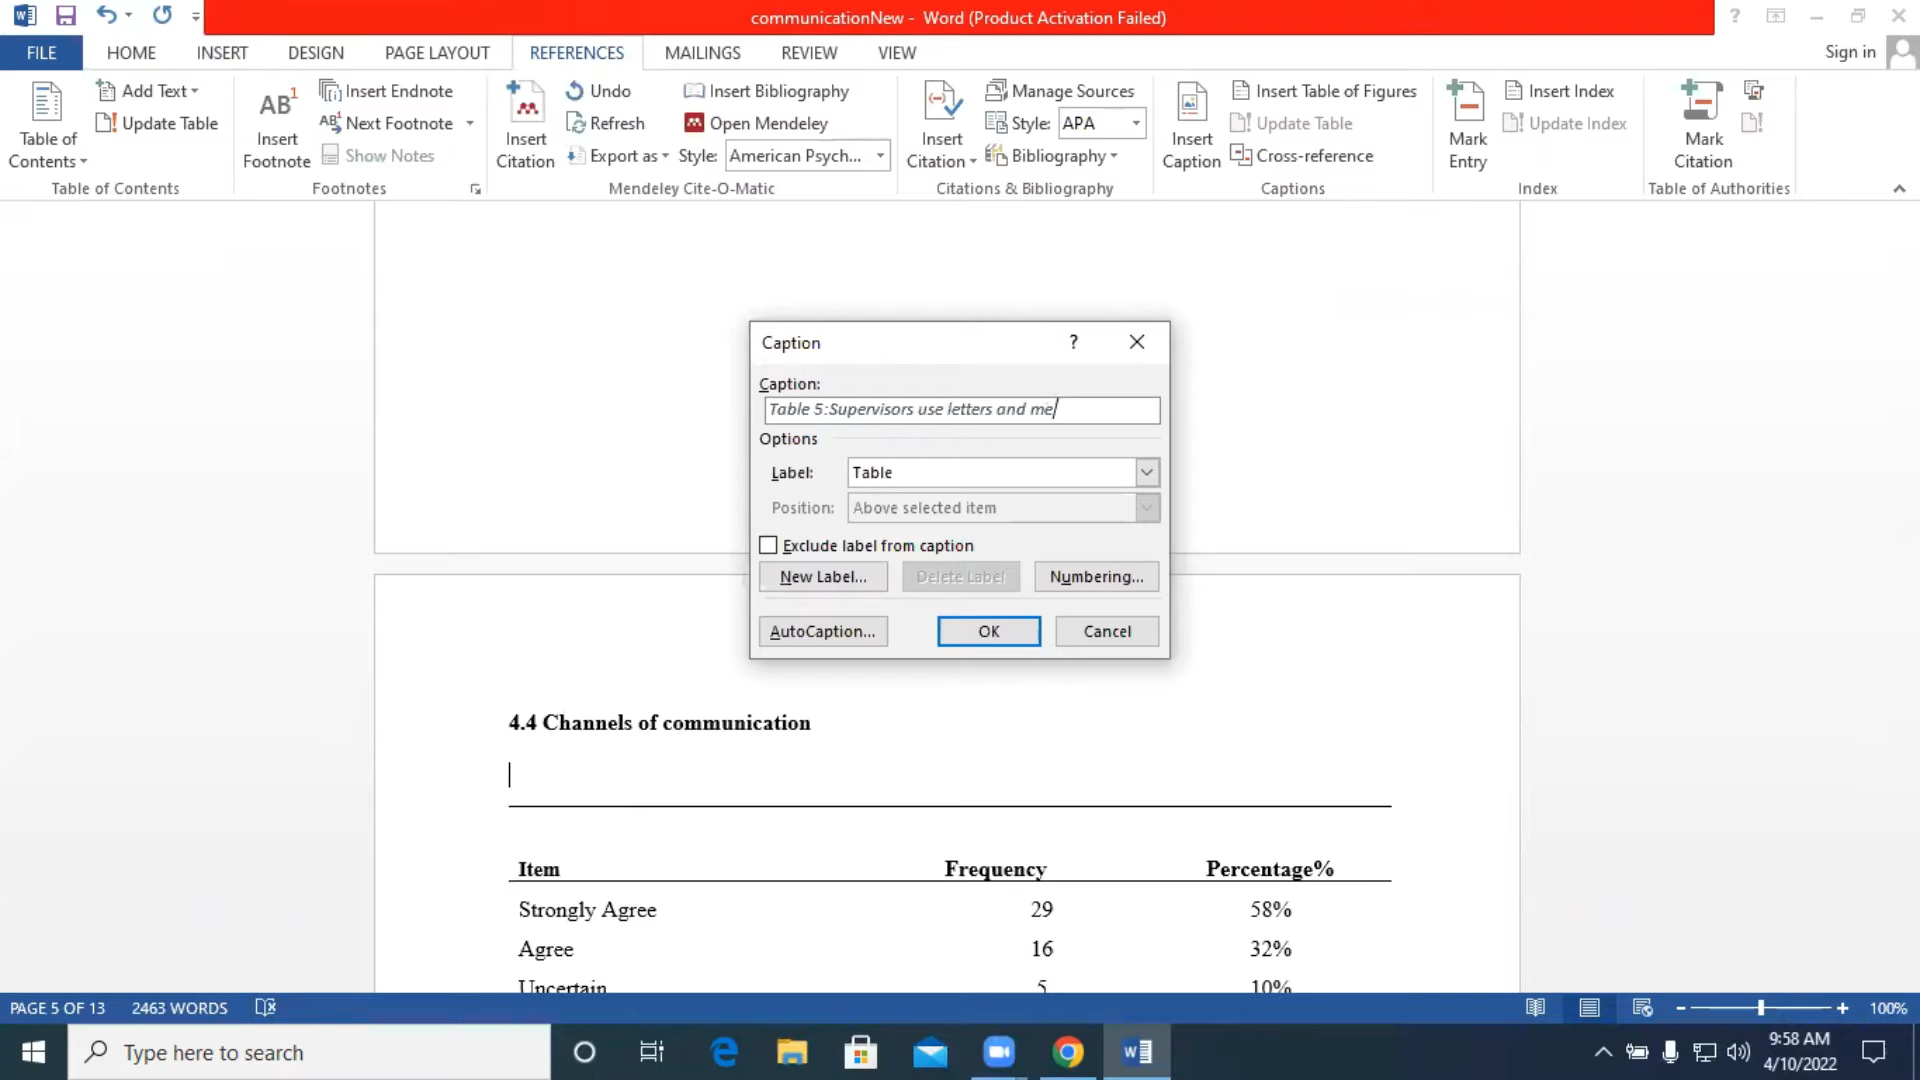 communicationNew - Word (Product Activation Failed)
FILE HOME INSERT DESIGN PAGE LAYOUT REFERENCES MAILINGS REVIEW VIEW Sign in
Table of Contents
Add Text
Update Table
Table of Contents
AB1 Insert Footnote
Insert Endnote
Next Footnote
Show Notes
Footnotes
Insert Citation
Undo
Refresh
Export as
Insert Bibliography
Open Mendeley
Style: American Psych...
Mendeley Cite-O-Matic
Insert Citation
Manage Sources
Style: APA
Bibliography
Citations & Bibliography
Insert Caption
Insert Table of Figures
Update Table
Cross-reference
Captions
Mark Entry
Insert Index
Update Index
Index
Mark Citation
Table of Authorities
Caption
Caption:
Table 5:Supervisors use letters and me
Options
Label: Table
Position: Above selected item
Exclude label from caption
New Label... Delete Label Numbering...
AutoCaption... OK Cancel
4.4 Channels of communication
Item Frequency Percentage%
Strongly Agree 29 58%
Agree 16 32%
Uncertain 5 10%
PAGE 5 OF 13 2463 WORDS 100%
Type here to search
9:58 AM
4/10/2022